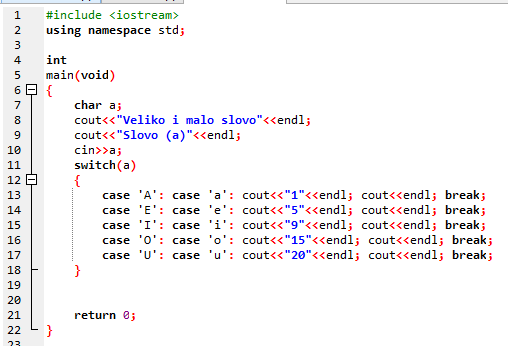 1 #include <iostream>
2 using namespace std;
3
4 int
5 main(void)
6 {
7 char a;
8 cout<<"Veliko i malo slovo"<<endl;
9 cout<<"Slovo (a)"<<endl;
10 cin>>a;
11 switch(a)
12 {
13 case 'A': case 'a': cout<<"1"<<endl; cout<<endl; break;
14 case 'E': case 'e': cout<<"5"<<endl; cout<<endl; break;
15 case 'I': case 'i': cout<<"9"<<endl; cout<<endl; break;
16 case 'O': case 'o': cout<<"15"<<endl; cout<<endl; break;
17 case 'U': case 'u': cout<<"20"<<endl; cout<<endl; break;
18 }
19
20
21 return 0;
22 }
23